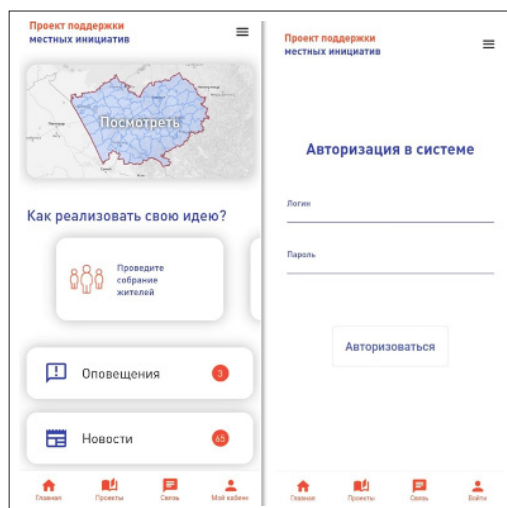 Проект поддержки
местных инициатив
Посмотреть
Как реализовать свою идею?
Проведите
собрание
жителей
Оповещения
3
Новости
65
Главная
Проекты
Связь
Мой кабине
Проект поддержки
местных инициатив
Авторизация в системе
Логин
Пароль
Авторизоваться
Главная
Проекты
Связь
Войти